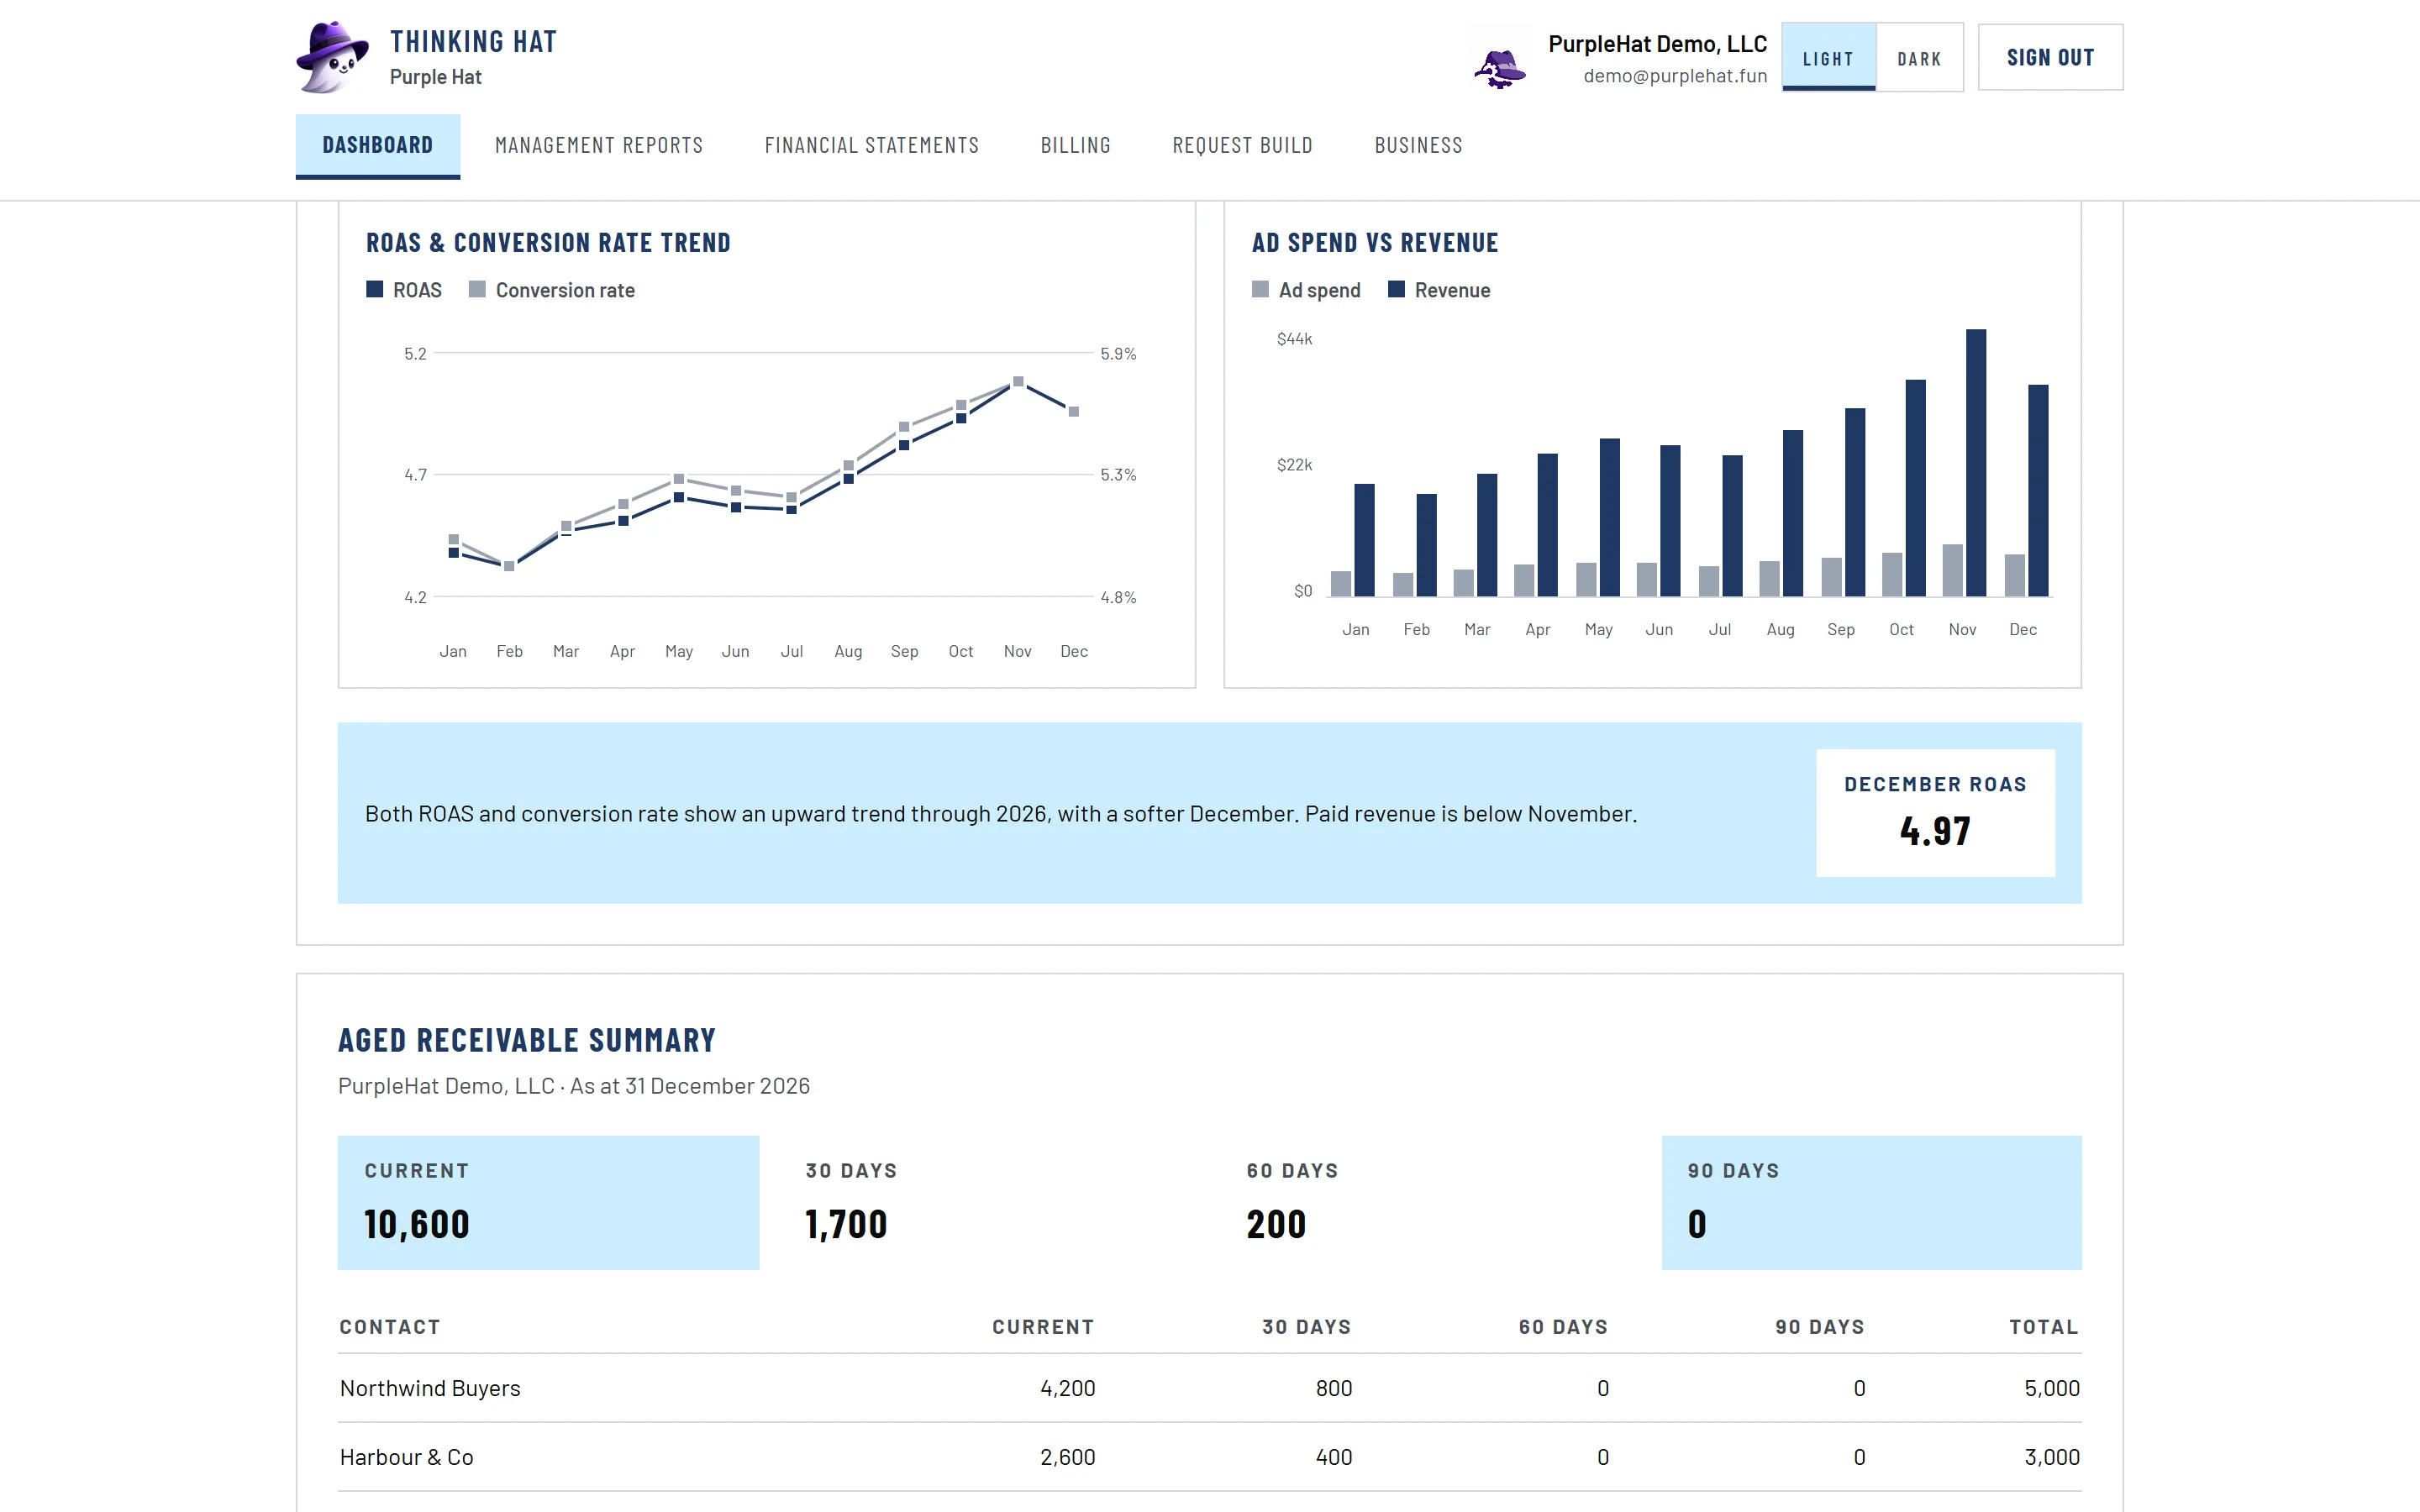 THINKING HAT
Purple Hat
PurpleHat Demo, LLC
demo@purplehat.fun
LIGHT DARK SIGN OUT
DASHBOARD MANAGEMENT REPORTS FINANCIAL STATEMENTS BILLING REQUEST BUILD BUSINESS
ROAS & CONVERSION RATE TREND
ROAS Conversion rate
5.2 5.9%
4.7 5.3%
4.2 4.8%
Jan Feb Mar Apr May Jun Jul Aug Sep Oct Nov Dec
AD SPEND VS REVENUE
Ad spend Revenue
$44k
$22k
$0
Jan Feb Mar Apr May Jun Jul Aug Sep Oct Nov Dec
Both ROAS and conversion rate show an upward trend through 2026, with a softer December. Paid revenue is below November.
DECEMBER ROAS
4.97
AGED RECEIVABLE SUMMARY
PurpleHat Demo, LLC · As at 31 December 2026
CURRENT 30 DAYS 60 DAYS 90 DAYS
10,600 1,700 200 0
CONTACT CURRENT 30 DAYS 60 DAYS 90 DAYS TOTAL
Northwind Buyers 4,200 800 0 0 5,000
Harbour & Co 2,600 400 0 0 3,000